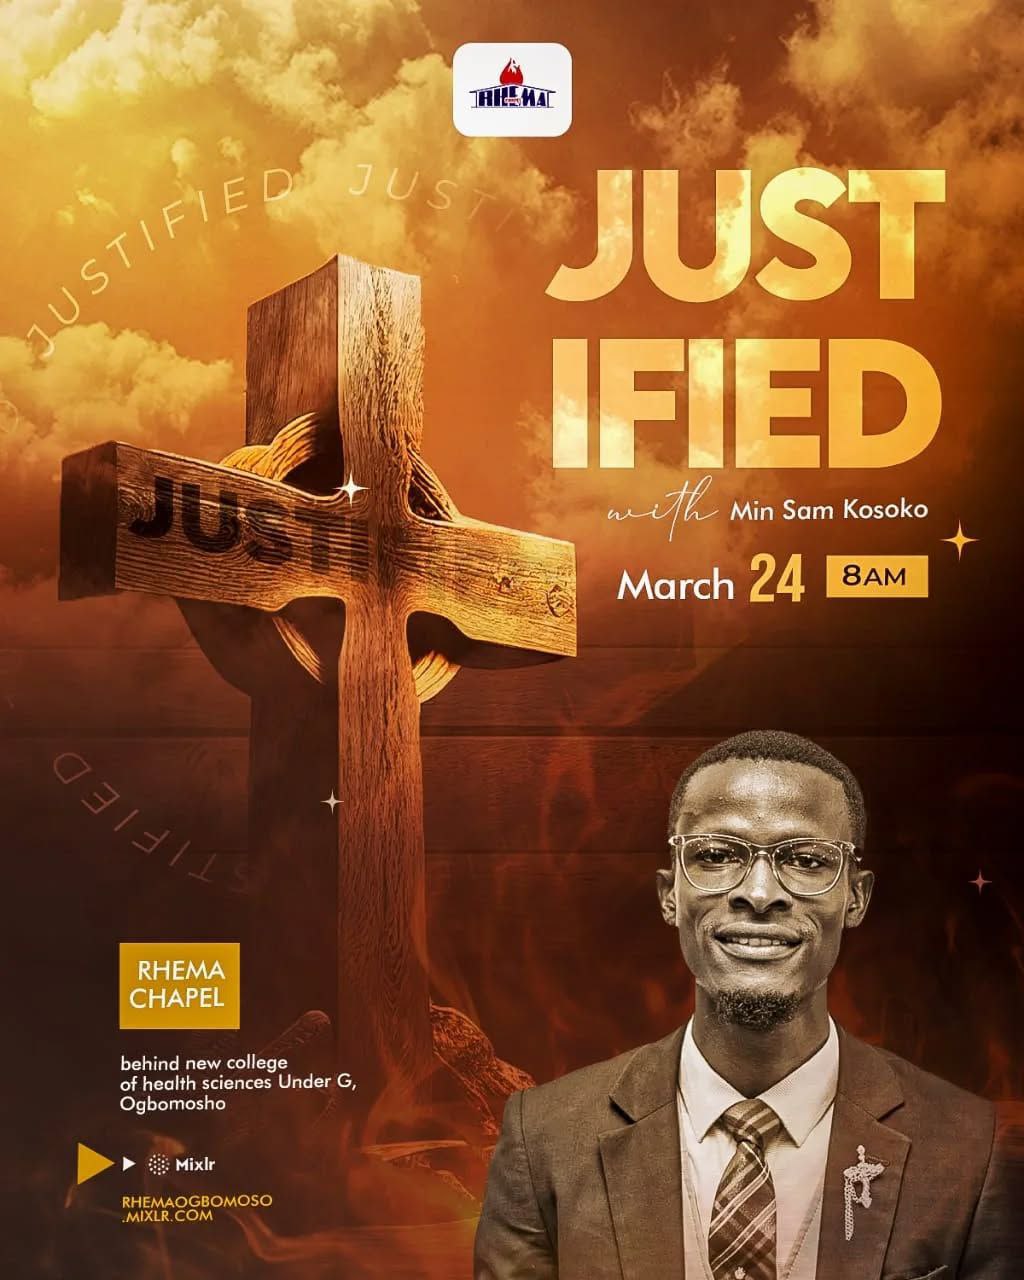 RHEMA
JUSTIFIED JUSTI
JUST
IFIED
with Min Sam Kosoko
March 24 8AM
JUSTI
STIFIED
RHEMA
CHAPEL
behind new college
of health sciences Under G,
Ogbomosho
Mixlr
RHEMAOGBOMOSO
.MIXLR.COM